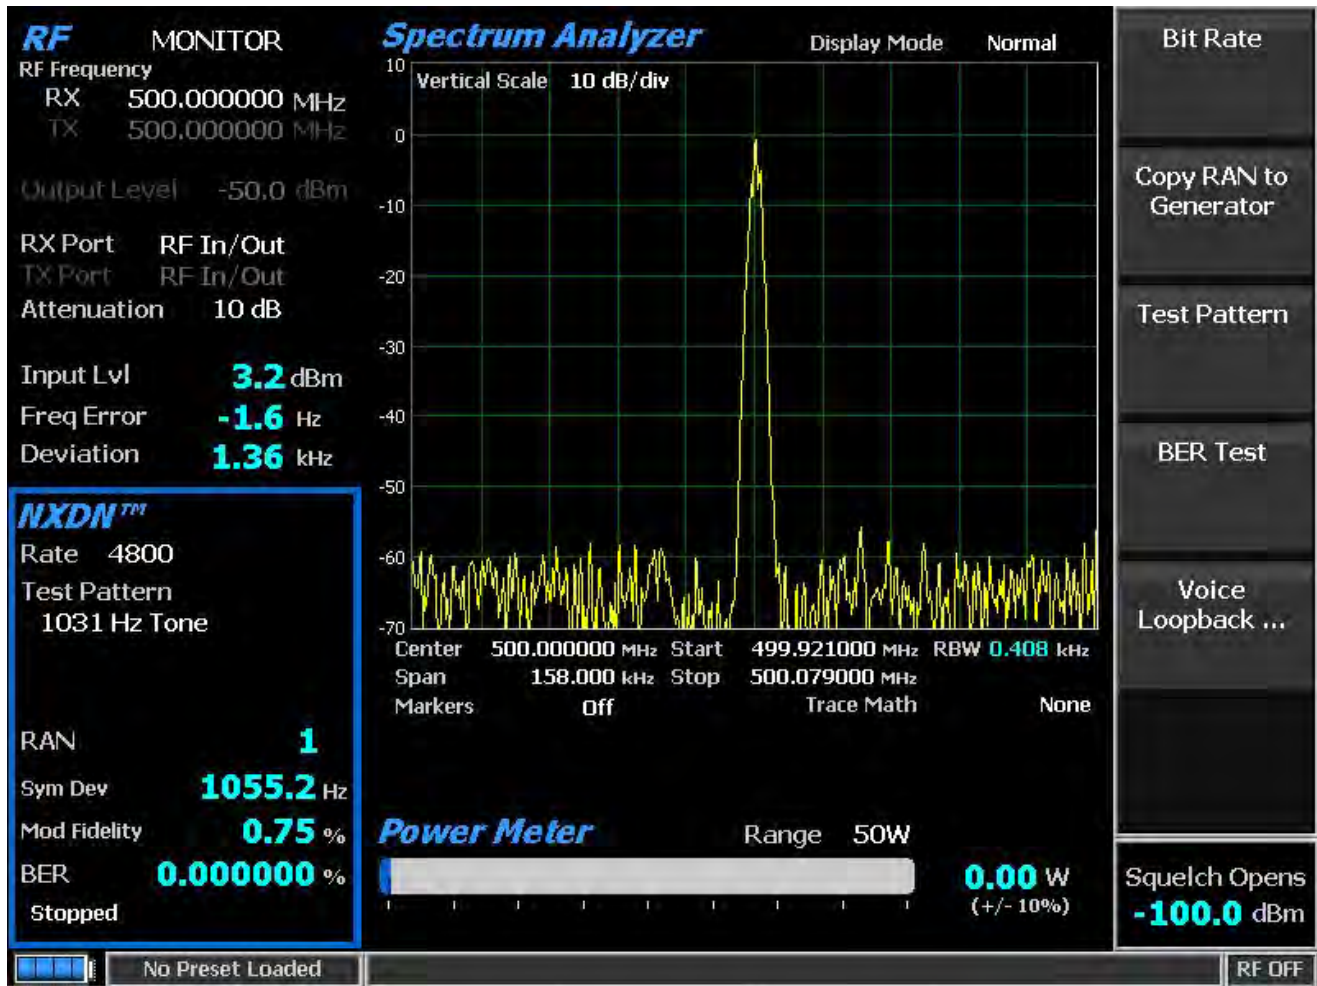 RF MONITOR
RF Frequency
RX 500.000000 MHz
TX 500.000000 MHz
Output Level -50.0 dBm
RX Port RF In/Out
TX Port RF In/Out
Attenuation 10 dB
Input Lvl 3.2 dBm
Freq Error -1.6 Hz
Deviation 1.36 kHz
NXDN™
Rate 4800
Test Pattern
1031 Hz Tone
RAN 1
Sym Dev 1055.2 Hz
Mod Fidelity 0.75 %
BER 0.000000 %
Stopped
Spectrum Analyzer Display Mode Normal
Vertical Scale 10 dB/div
10
0
-10
-20
-30
-40
-50
-60
-70
Center 500.000000 MHz Start 499.921000 MHz RBW 0.408 kHz
Span 158.000 kHz Stop 500.079000 MHz
Markers Off Trace Math None
Power Meter Range 50W
0.00 W
(+/- 10%)
Bit Rate
Copy RAN to
Generator
Test Pattern
BER Test
Voice
Loopback ...
Squelch Opens
-100.0 dBm
No Preset Loaded
RF OFF